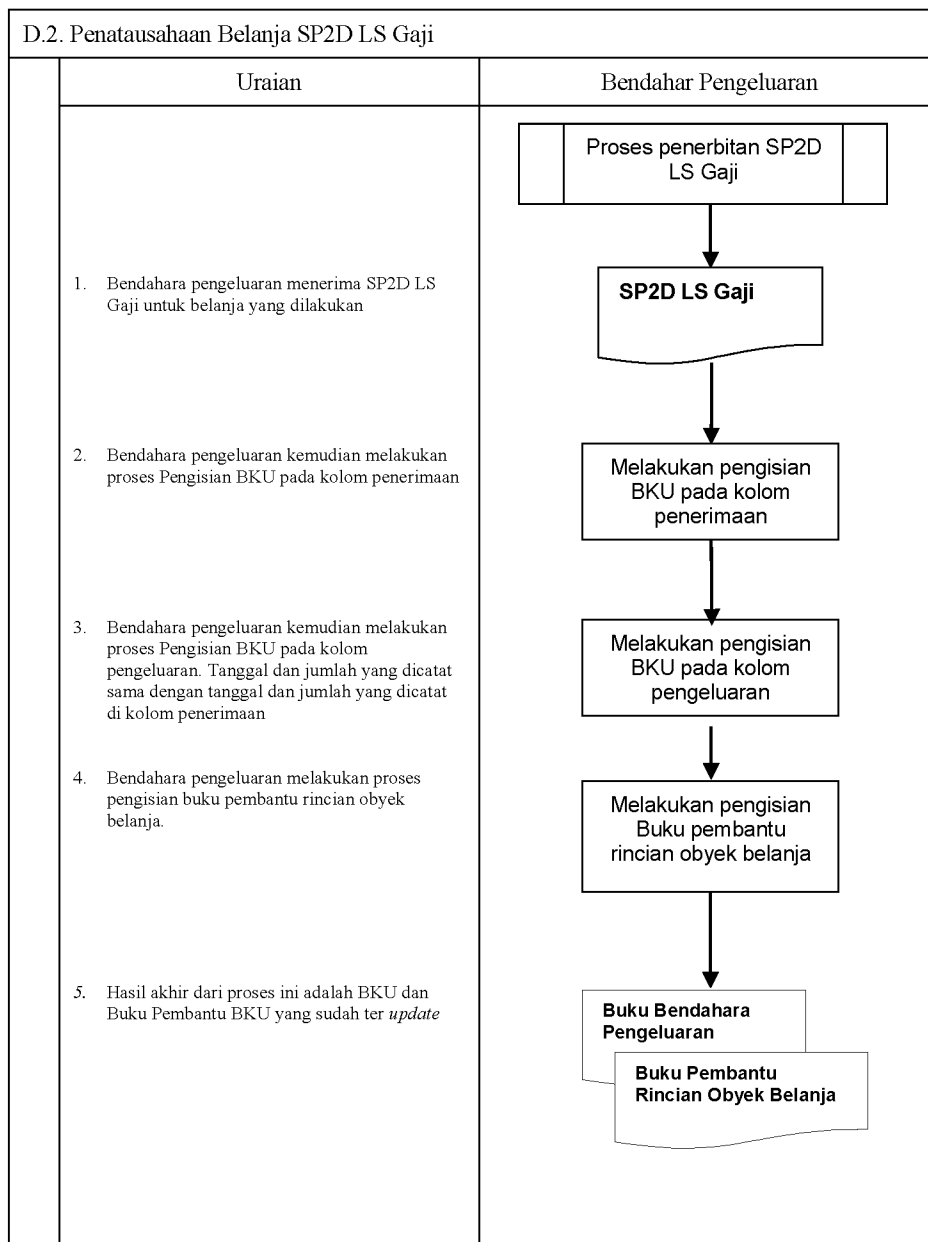 D.2. Penatausahaan Belanja SP2D LS Gaji
Uraian
Bendahar Pengeluaran
Proses penerbitan SP2D
LS Gaji
1. Bendahara pengeluaran menerima SP2D LS
Gaji untuk belanja yang dilakukan
SP2D LS Gaji
2. Bendahara pengeluaran kemudian melakukan
proses Pengisian BKU pada kolom penerimaan
Melakukan pengisian
BKU pada kolom
penerimaan
3. Bendahara pengeluaran kemudian melakukan
proses Pengisian BKU pada kolom
pengeluaran. Tanggal dan jumlah yang dicatat
sama dengan tanggal dan jumlah yang dicatat
di kolom penerimaan
Melakukan pengisian
BKU pada kolom
pengeluaran
4. Bendahara pengeluaran melakukan proses
pengisian buku pembantu rincian obyek
belanja.
Melakukan pengisian
Buku pembantu
rincian obyek belanja
5. Hasil akhir dari proses ini adalah BKU dan
Buku Pembantu BKU yang sudah ter update
Buku Bendahara
Pengeluaran
Buku Pembantu
Rincian Obyek Belanja